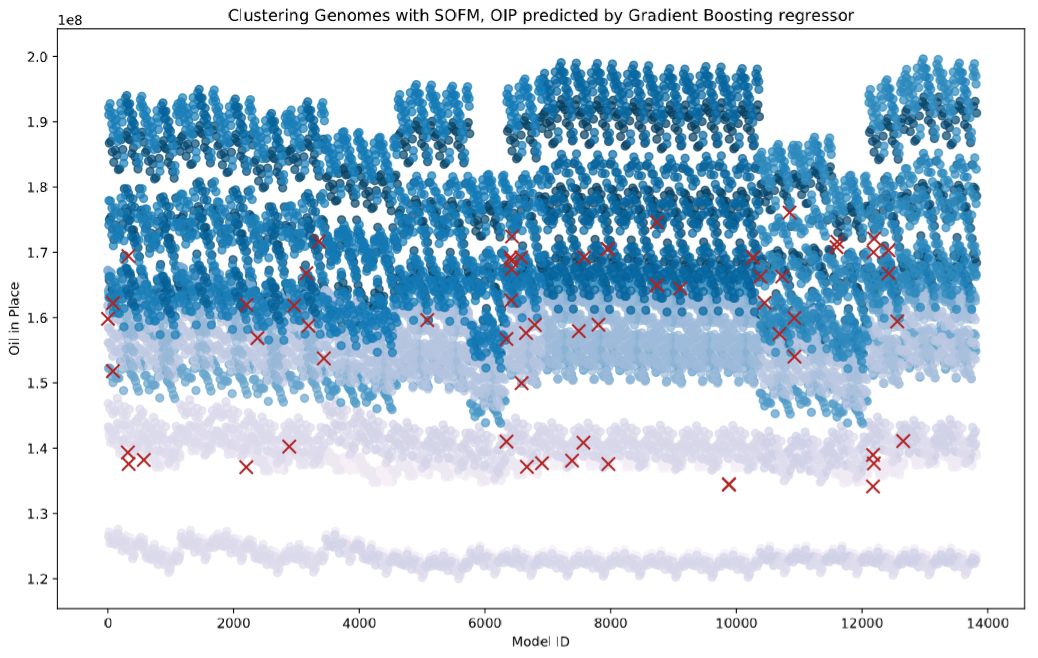 Clustering Genomes with SOFM, OIP predicted by Gradient Boosting regressor
1e8
2.0
1.9
1.8
1.7
1.6
1.5
1.4
1.3
1.2
Oil in Place
0 2000 4000 6000 8000 10000 12000 14000
Model ID